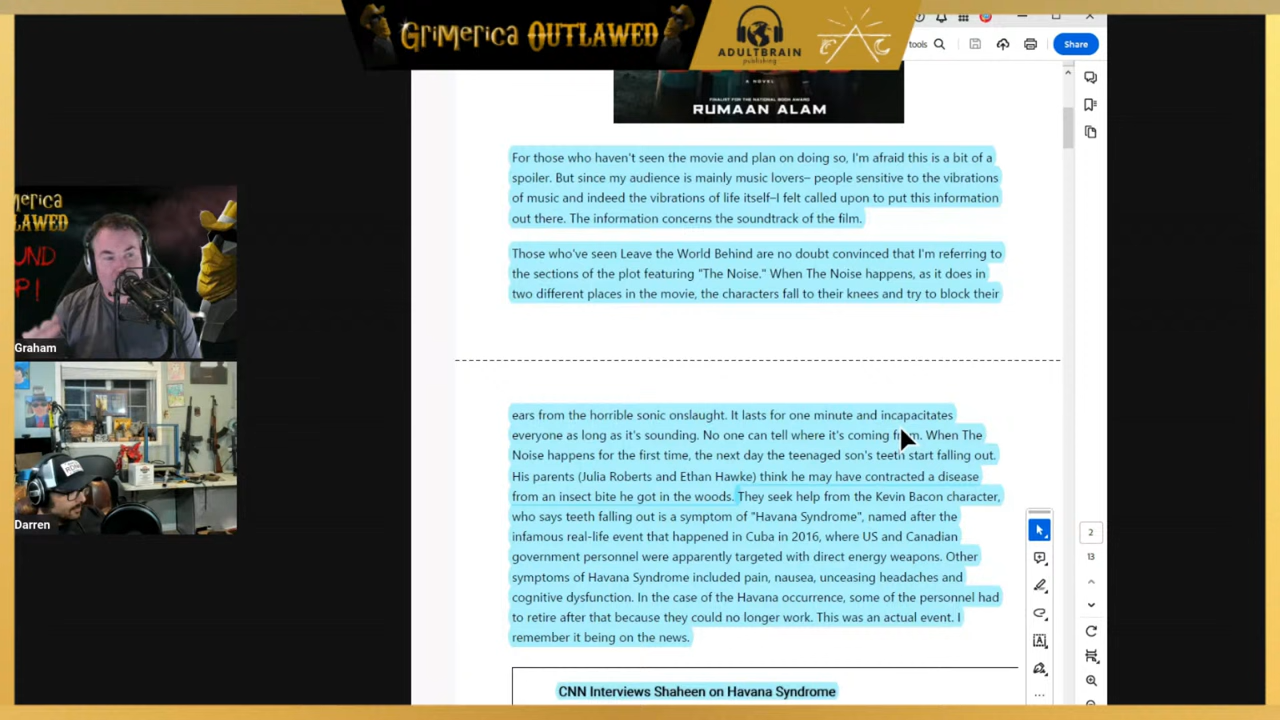 GriMerica OUTLAWED
ADULTBRAIN
publishing
tools
Share
A NOVEL
FINALIST FOR THE NATIONAL BOOK AWARD
RUMAAN ALAM
For those who haven't seen the movie and plan on doing so, I'm afraid this is a bit of a
spoiler. But since my audience is mainly music lovers– people sensitive to the vibrations
of music and indeed the vibrations of life itself–I felt called upon to put this information
out there. The information concerns the soundtrack of the film.
Those who've seen Leave the World Behind are no doubt convinced that I'm referring to
the sections of the plot featuring "The Noise." When The Noise happens, as it does in
two different places in the movie, the characters fall to their knees and try to block their
ears from the horrible sonic onslaught. It lasts for one minute and incapacitates
everyone as long as it's sounding. No one can tell where it's coming from. When The
Noise happens for the first time, the next day the teenaged son's teeth start falling out.
His parents (Julia Roberts and Ethan Hawke) think he may have contracted a disease
from an insect bite he got in the woods. They seek help from the Kevin Bacon character,
who says teeth falling out is a symptom of "Havana Syndrome", named after the
infamous real-life event that happened in Cuba in 2016, where US and Canadian
government personnel were apparently targeted with direct energy weapons. Other
symptoms of Havana Syndrome included pain, nausea, unceasing headaches and
cognitive dysfunction. In the case of the Havana occurrence, some of the personnel had
to retire after that because they could no longer work. This was an actual event. I
remember it being on the news.
CNN Interviews Shaheen on Havana Syndrome
2
13
merica
LAWED
UND
P!
Graham
Darren